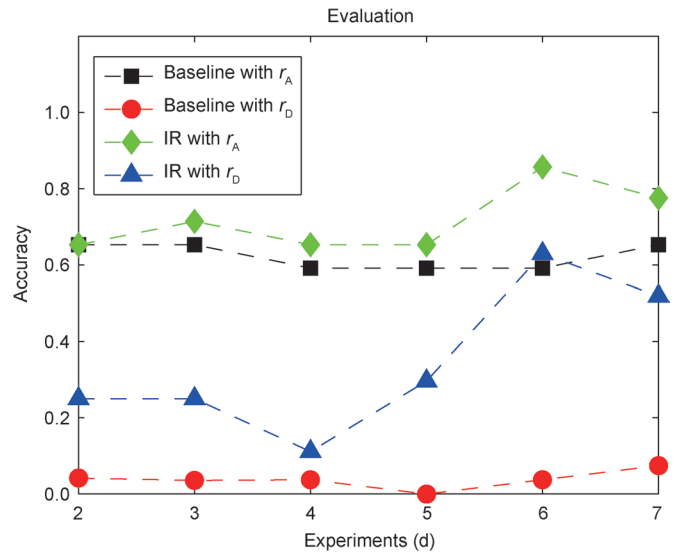 Evaluation
Baseline with rA
Baseline with rD
IR with rA
IR with rD
Accuracy
1.0
0.8
0.6
0.4
0.2
0.0
2 3 4 5 6 7
Experiments (d)